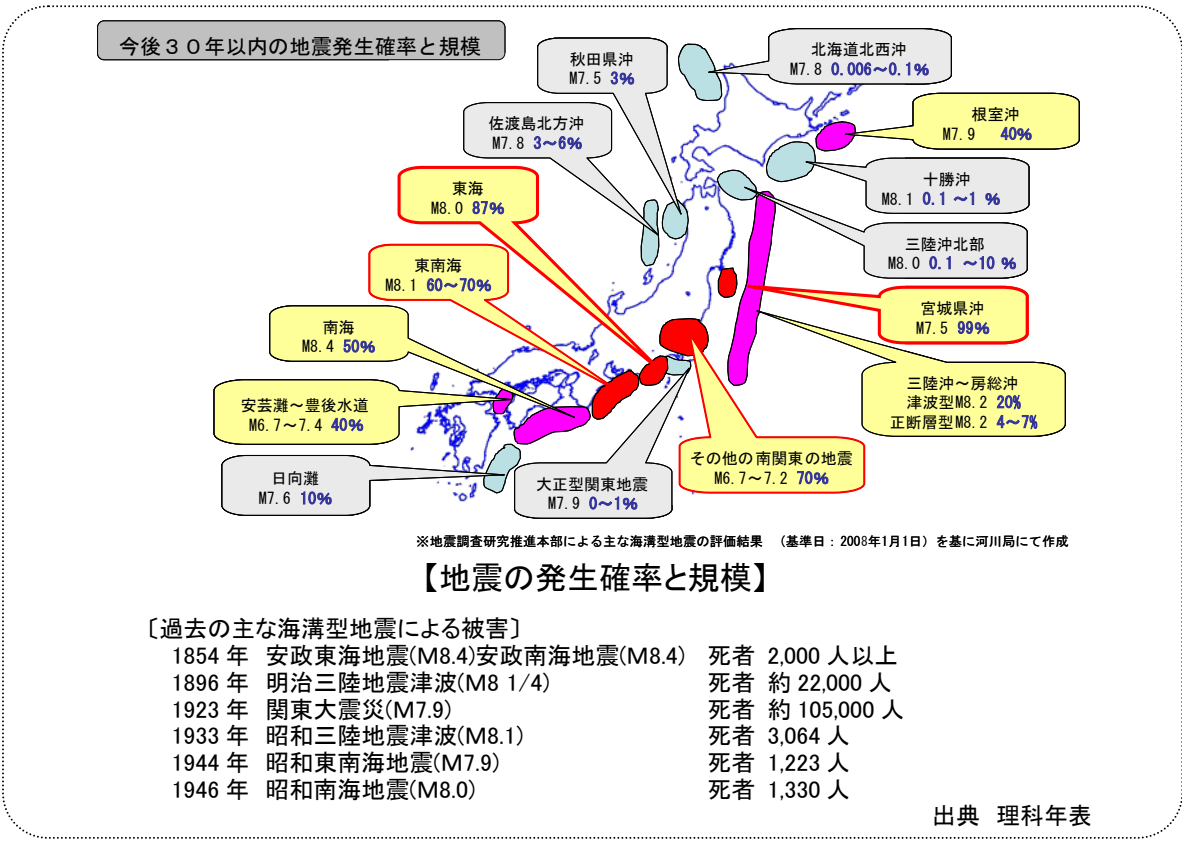 今後３０年以内の地震発生確率と規模
北海道北西沖
M7.8 0.006～0.1%
秋田県沖
M7.5 3%
根室沖
M7.9 40%
佐渡島北方沖
M7.8 3～6%
十勝沖
M8.1 0.1 ～1 %
東海
M8.0 87%
三陸沖北部
M8.0 0.1 ～10 %
東南海
M8.1 60～70%
宮城県沖
M7.5 99%
南海
M8.4 50%
三陸沖～房総沖
津波型M8.2 20%
正断層型M8.2 4～7%
安芸灘～豊後水道
M6.7～7.4 40%
その他の南関東の地震
M6.7～7.2 70%
日向灘
M7.6 10%
大正型関東地震
M7.9 0～1%
※地震調査研究推進本部による主な海溝型地震の評価結果 （基準日：2008年1月1日）を基に河川局にて作成
【地震の発生確率と規模】
〔過去の主な海溝型地震による被害〕
1854 年 安政東海地震(M8.4)安政南海地震(M8.4) 死者 2,000 人以上
1896 年 明治三陸地震津波(M8 1/4) 死者 約 22,000 人
1923 年 関東大震災(M7.9) 死者 約 105,000 人
1933 年 昭和三陸地震津波(M8.1) 死者 3,064 人
1944 年 昭和東南海地震(M7.9) 死者 1,223 人
1946 年 昭和南海地震(M8.0) 死者 1,330 人
出典 理科年表